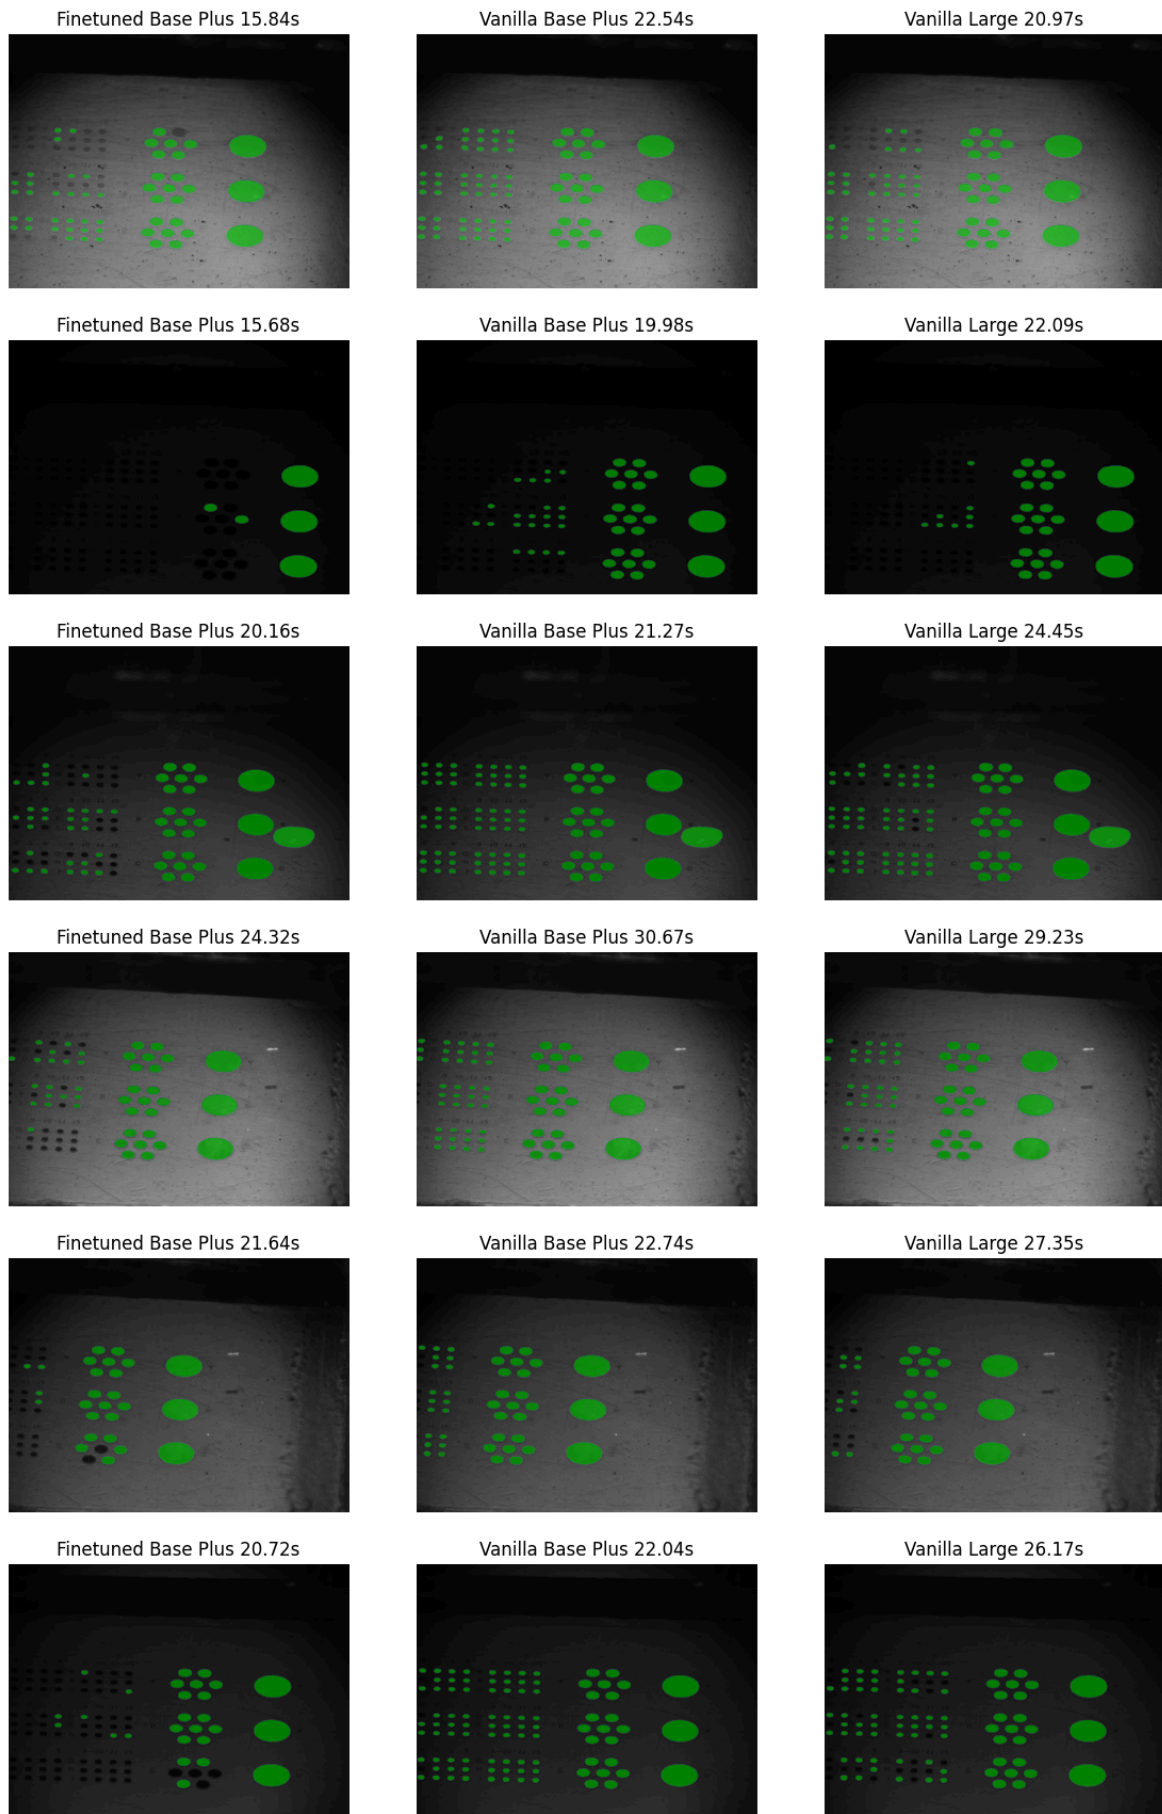 Finetuned Base Plus 15.84s
Vanilla Base Plus 22.54s
Vanilla Large 20.97s
Finetuned Base Plus 15.68s
Vanilla Base Plus 19.98s
Vanilla Large 22.09s
Finetuned Base Plus 20.16s
Vanilla Base Plus 21.27s
Vanilla Large 24.45s
Finetuned Base Plus 24.32s
Vanilla Base Plus 30.67s
Vanilla Large 29.23s
Finetuned Base Plus 21.64s
Vanilla Base Plus 22.74s
Vanilla Large 27.35s
Finetuned Base Plus 20.72s
Vanilla Base Plus 22.04s
Vanilla Large 26.17s